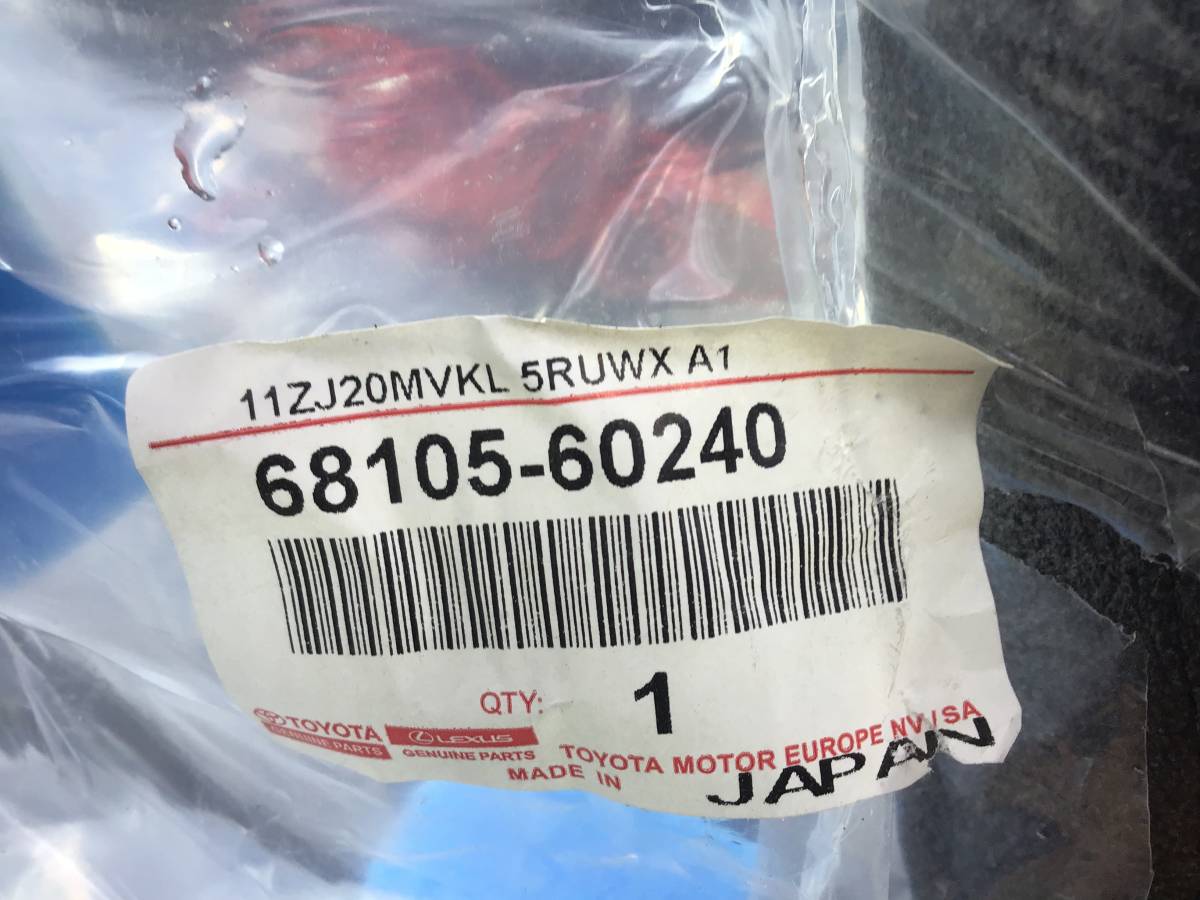 11ZJ20MVKL 5RUWX A1
68105-60240
QTY: 1
TOYOTA
GENUINE PARTS
LEXUS
GENUINE PARTS
TOYOTA MOTOR EUROPE NV / SA
MADE IN JAPAN